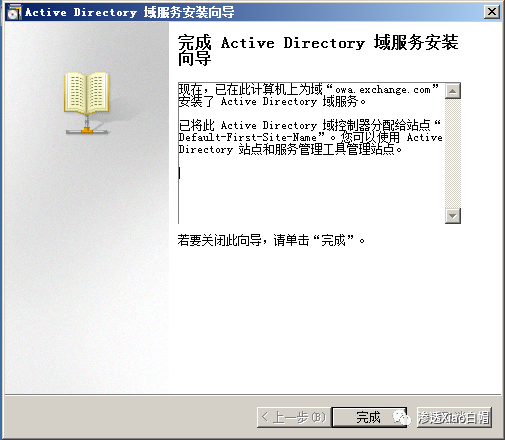 Active Directory 域服务安装向导
完成 Active Directory 域服务安装
向导
现在，已在此计算机上为域“owa.exchange.com”
安装了 Active Directory 域服务。
已将此 Active Directory 域控制器分配给站点“
Default-First-Site-Name”。您可以使用 Active
Directory 站点和服务管理工具管理站点。
若要关闭此向导，请单击“完成”。
< 上一步(B)
完成
渗透Xiao白帽